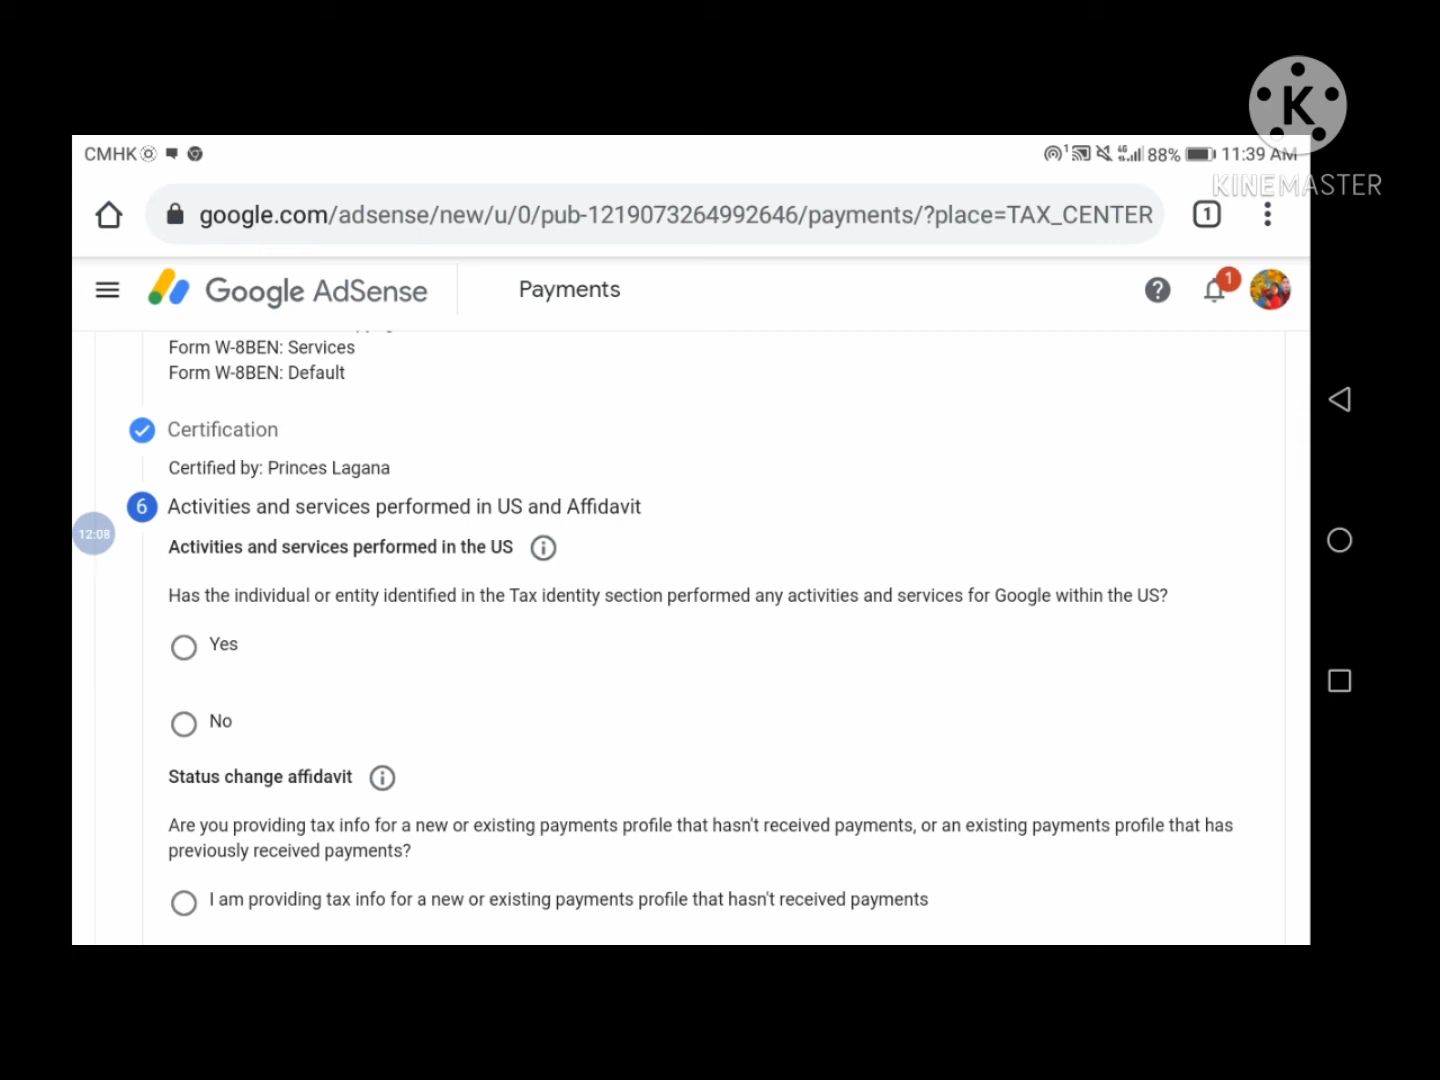 K
KINEMASTER
CMHK 88% 11:39 AM
google.com/adsense/new/u/0/pub-1219073264992646/payments/?place=TAX_CENTER 1
Google AdSense Payments 1
Form W-8BEN: Services
Form W-8BEN: Default
Certification
Certified by: Princes Lagana
6 Activities and services performed in US and Affidavit
12:08
Activities and services performed in the US
Has the individual or entity identified in the Tax identity section performed any activities and services for Google within the US?
Yes
No
Status change affidavit
Are you providing tax info for a new or existing payments profile that hasn't received payments, or an existing payments profile that has
previously received payments?
I am providing tax info for a new or existing payments profile that hasn't received payments